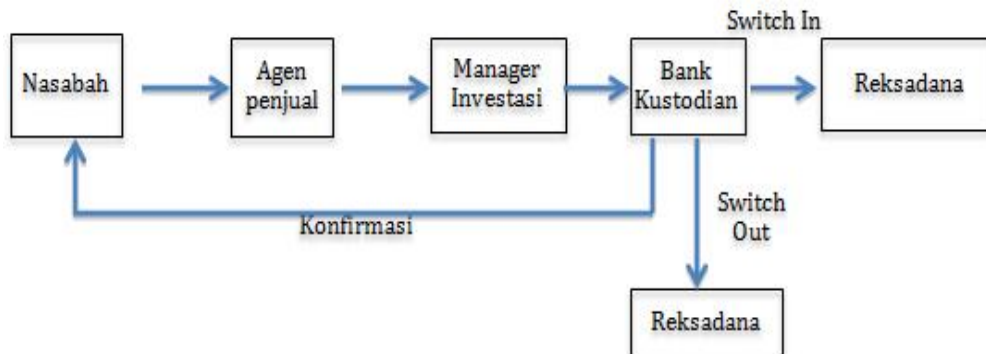 Switch In
Nasabah
Agen
penjual
Manager
Investasi
Bank
Kustodian
Reksadana
Konfirmasi
Switch
Out
Reksadana